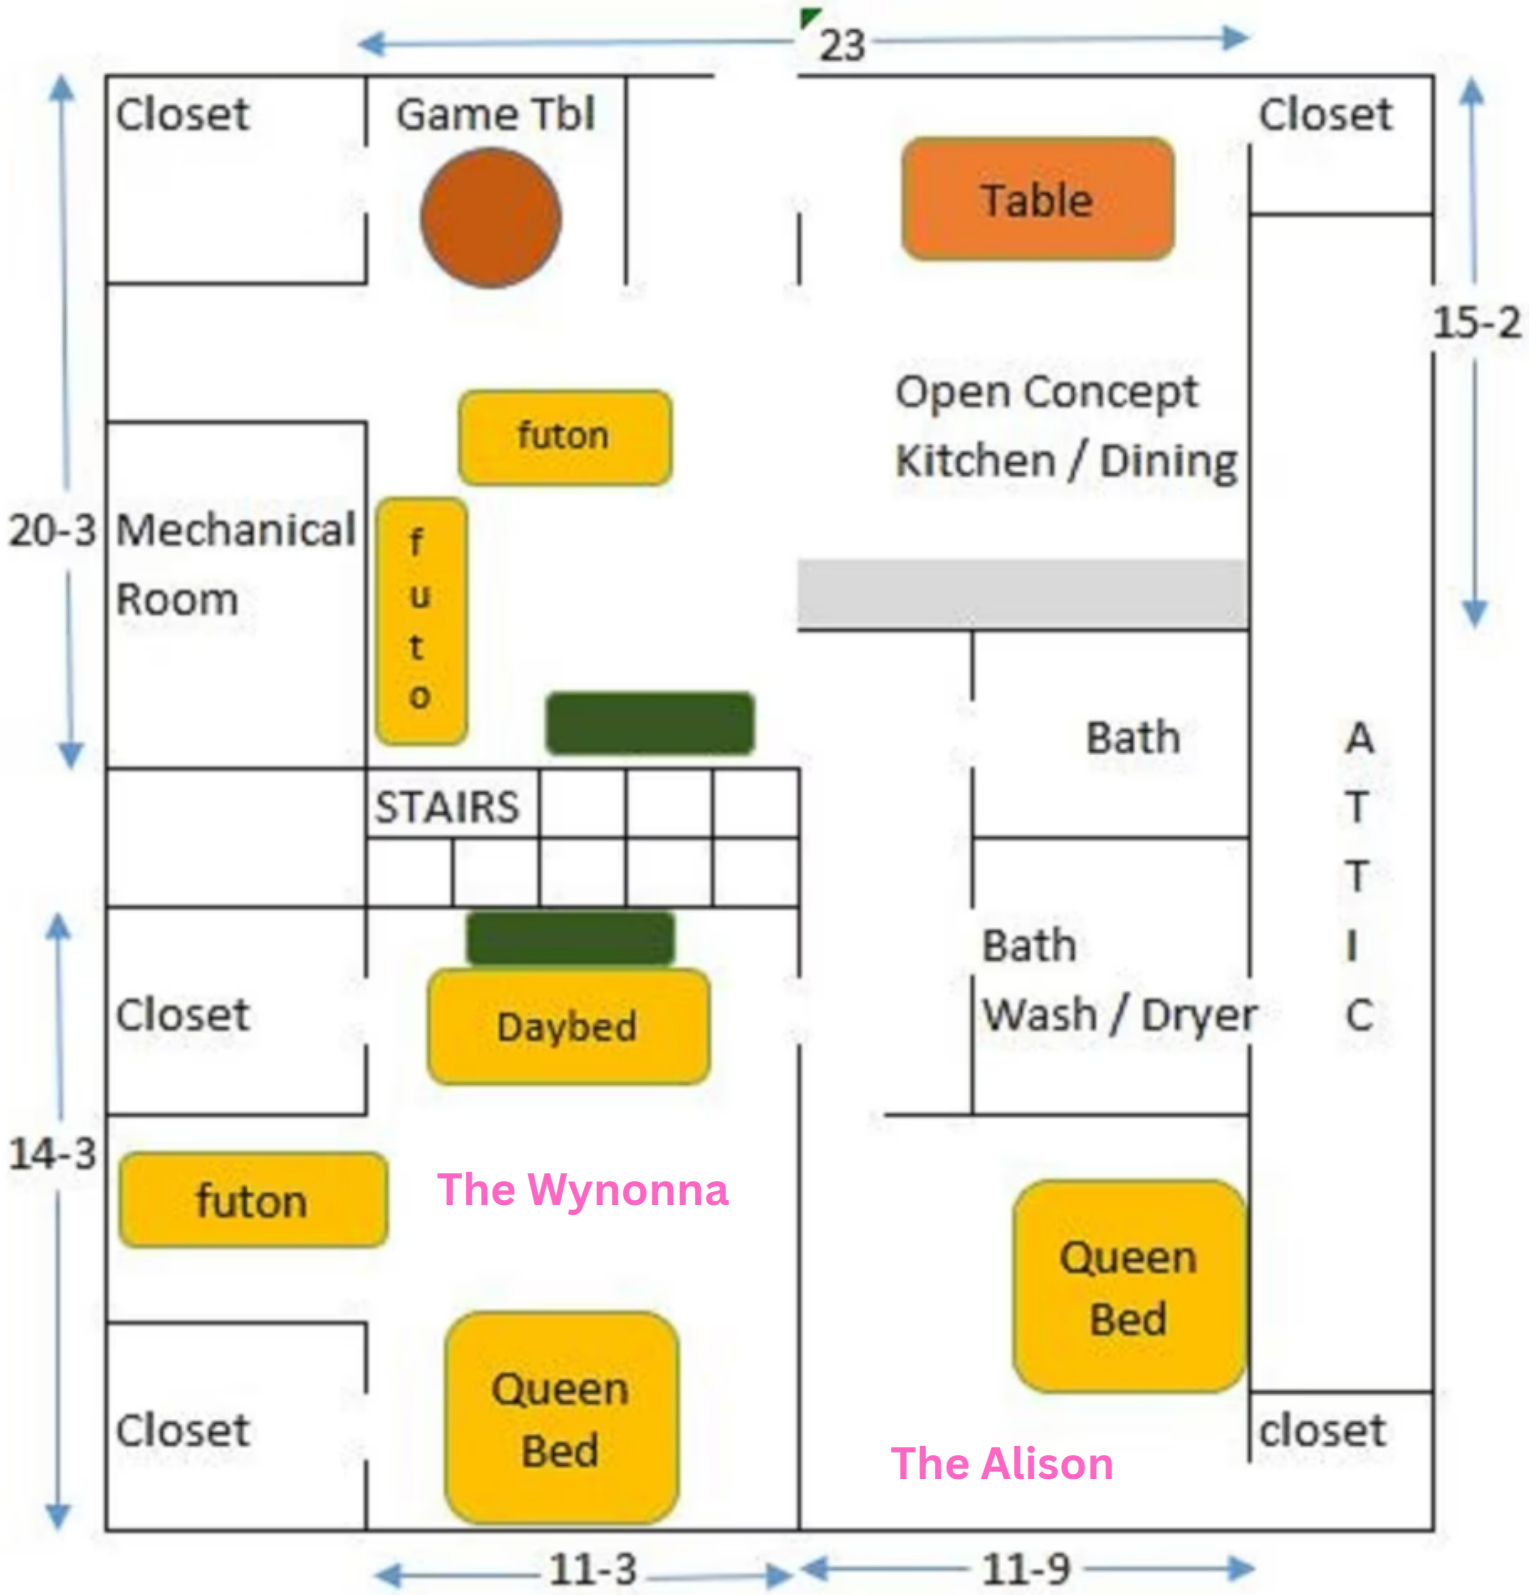 23
Closet
Game Tbl
Closet
Table
15-2
Open Concept
Kitchen / Dining
futon
20-3
Mechanical
Room
f
u
t
o
Bath
A
T
T
I
C
STAIRS
Bath
Wash / Dryer
Closet
Daybed
14-3
futon
The Wynonna
Queen
Bed
Queen
Bed
Closet
The Alison
closet
11-3
11-9